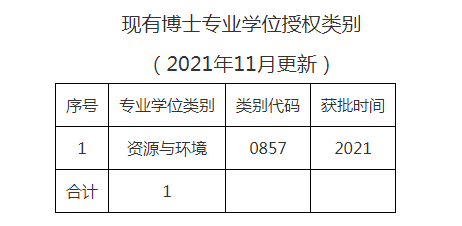 现有博士专业学位授权类别
（2021年11月更新）
序号 专业学位类别 类别代码 获批时间
1 资源与环境 0857 2021
合计 1